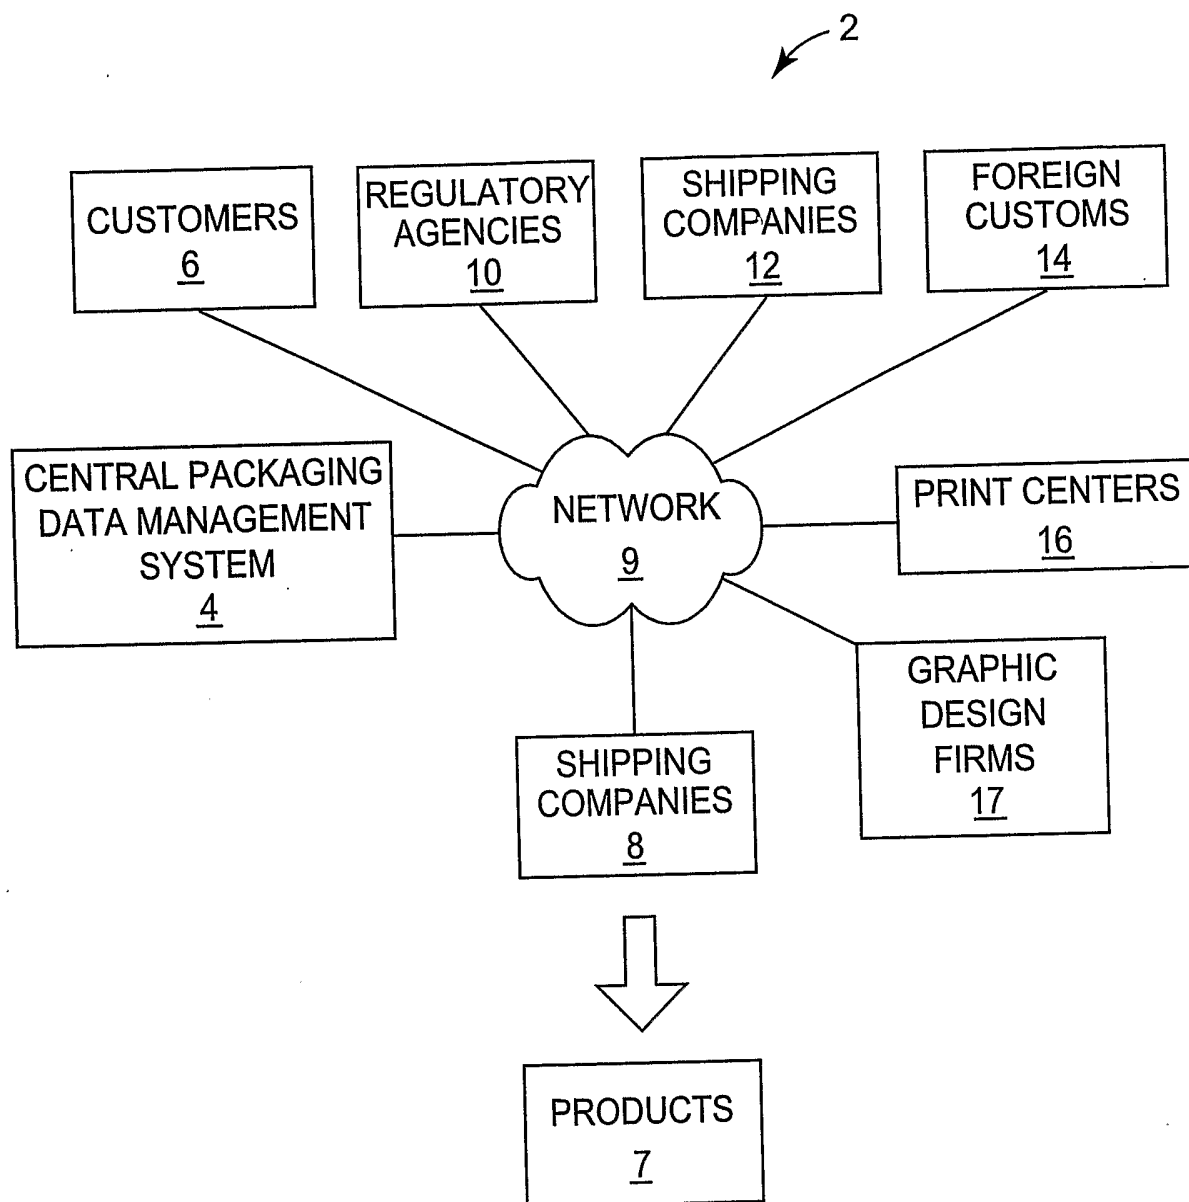 2
CUSTOMERS
6
REGULATORY
AGENCIES
10
SHIPPING
COMPANIES
12
FOREIGN
CUSTOMS
14
CENTRAL PACKAGING
DATA MANAGEMENT
SYSTEM
4
NETWORK
9
PRINT CENTERS
16
GRAPHIC
DESIGN
FIRMS
17
SHIPPING
COMPANIES
8
PRODUCTS
7